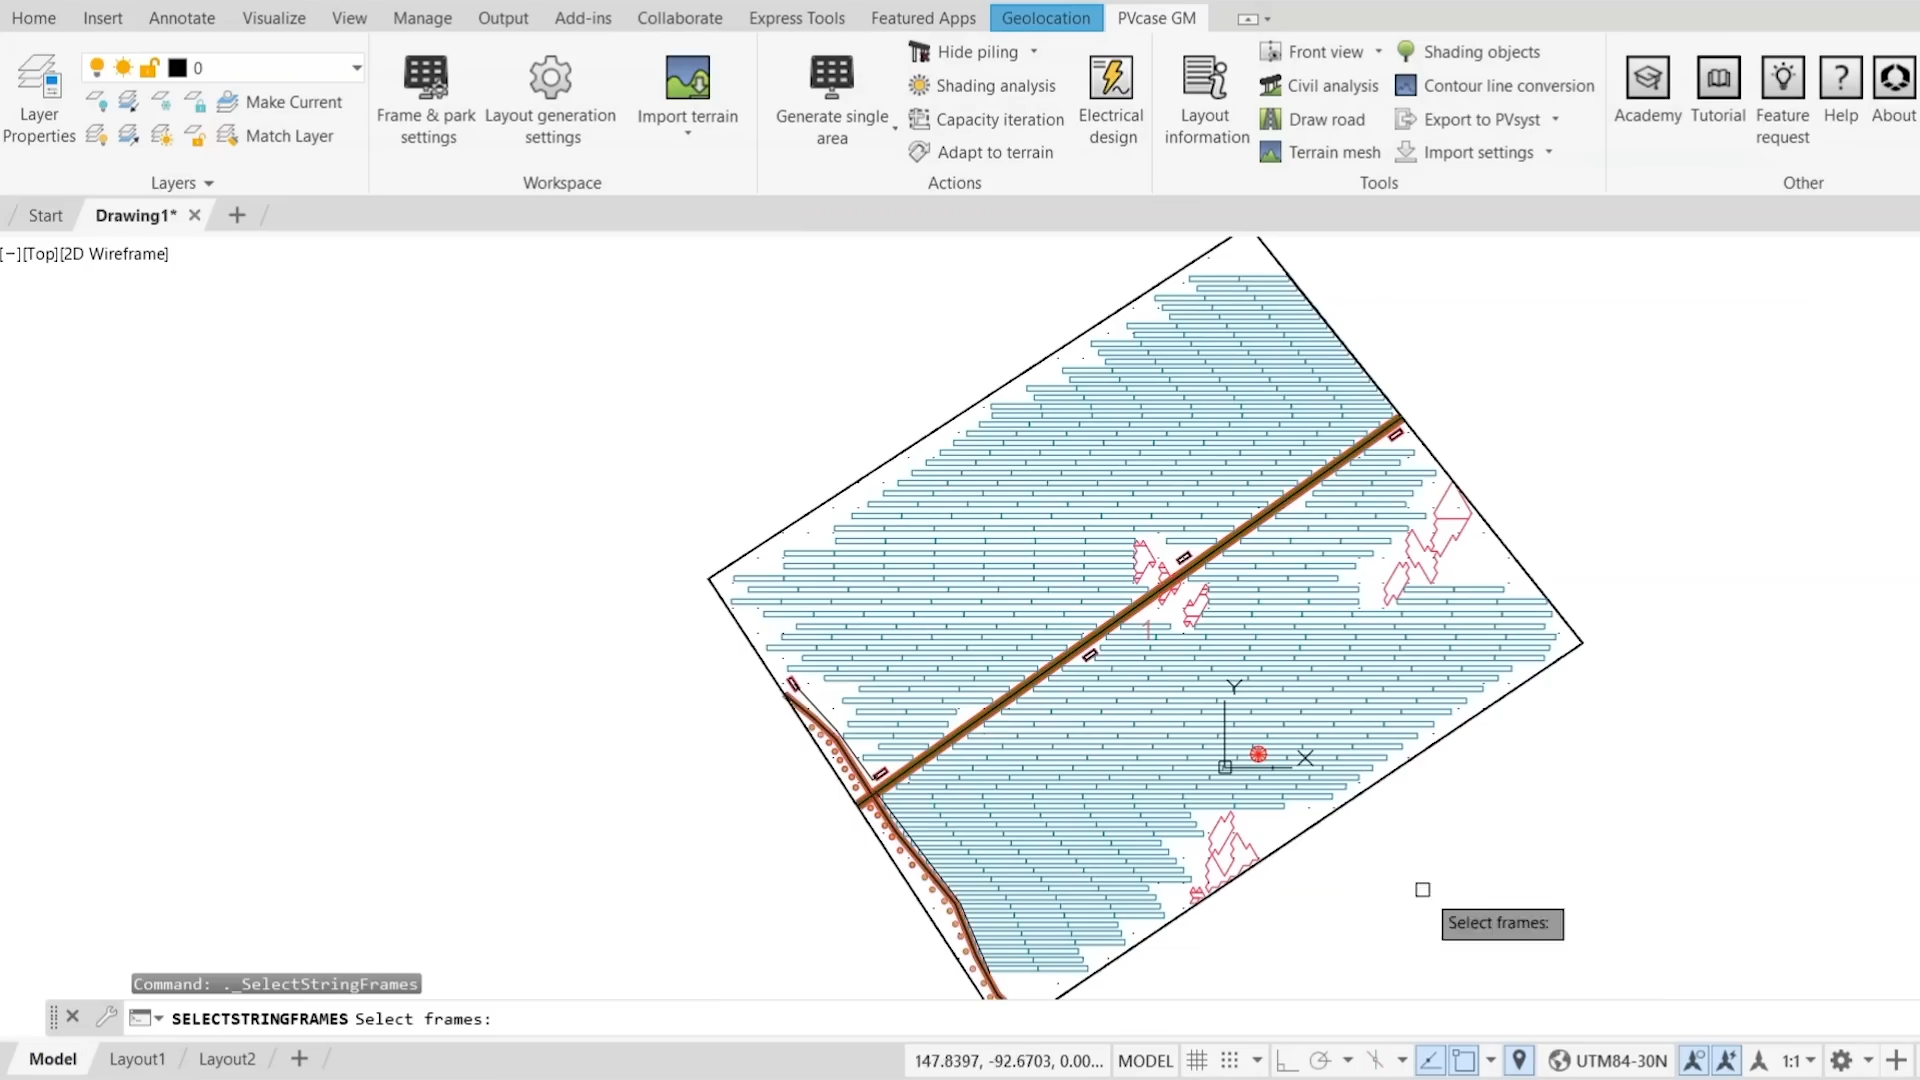 Home Insert Annotate Visualize View Manage Output Add-ins Collaborate Express Tools Featured Apps Geolocation PVcase GM
0
Make Current
Match Layer
Layer Properties
Layers
Frame & park settings
Layout generation settings
Import terrain
Workspace
Generate single area
Hide piling
Shading analysis
Capacity iteration
Adapt to terrain
Electrical design
Actions
Layout information
Front view
Civil analysis
Draw road
Terrain mesh
Shading objects
Contour line conversion
Export to PVsyst
Import settings
Tools
Academy
Tutorial
Feature request
Help
About
Other
Start Drawing1*
[−][Top][2D Wireframe]
1
Y
X
Select frames:
Command: ._SelectStringFrames
SELECTSTRINGFRAMES Select frames:
Model Layout1 Layout2
147.8397, -92.6703, 0.00... MODEL UTM84-30N 1:1